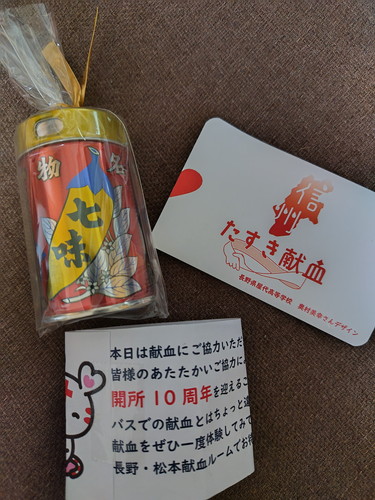 名物
七味
信州
たすき献血
長野県屋代高等学校
奥村英幸さんデザイン
本日は献血にご協力いただ
皆様のあたたかいご協力に
開所10周年を迎えるこ
バスでの献血とはちょっと違
献血をぜひ一度体験してみて
長野・松本献血ルームでお待